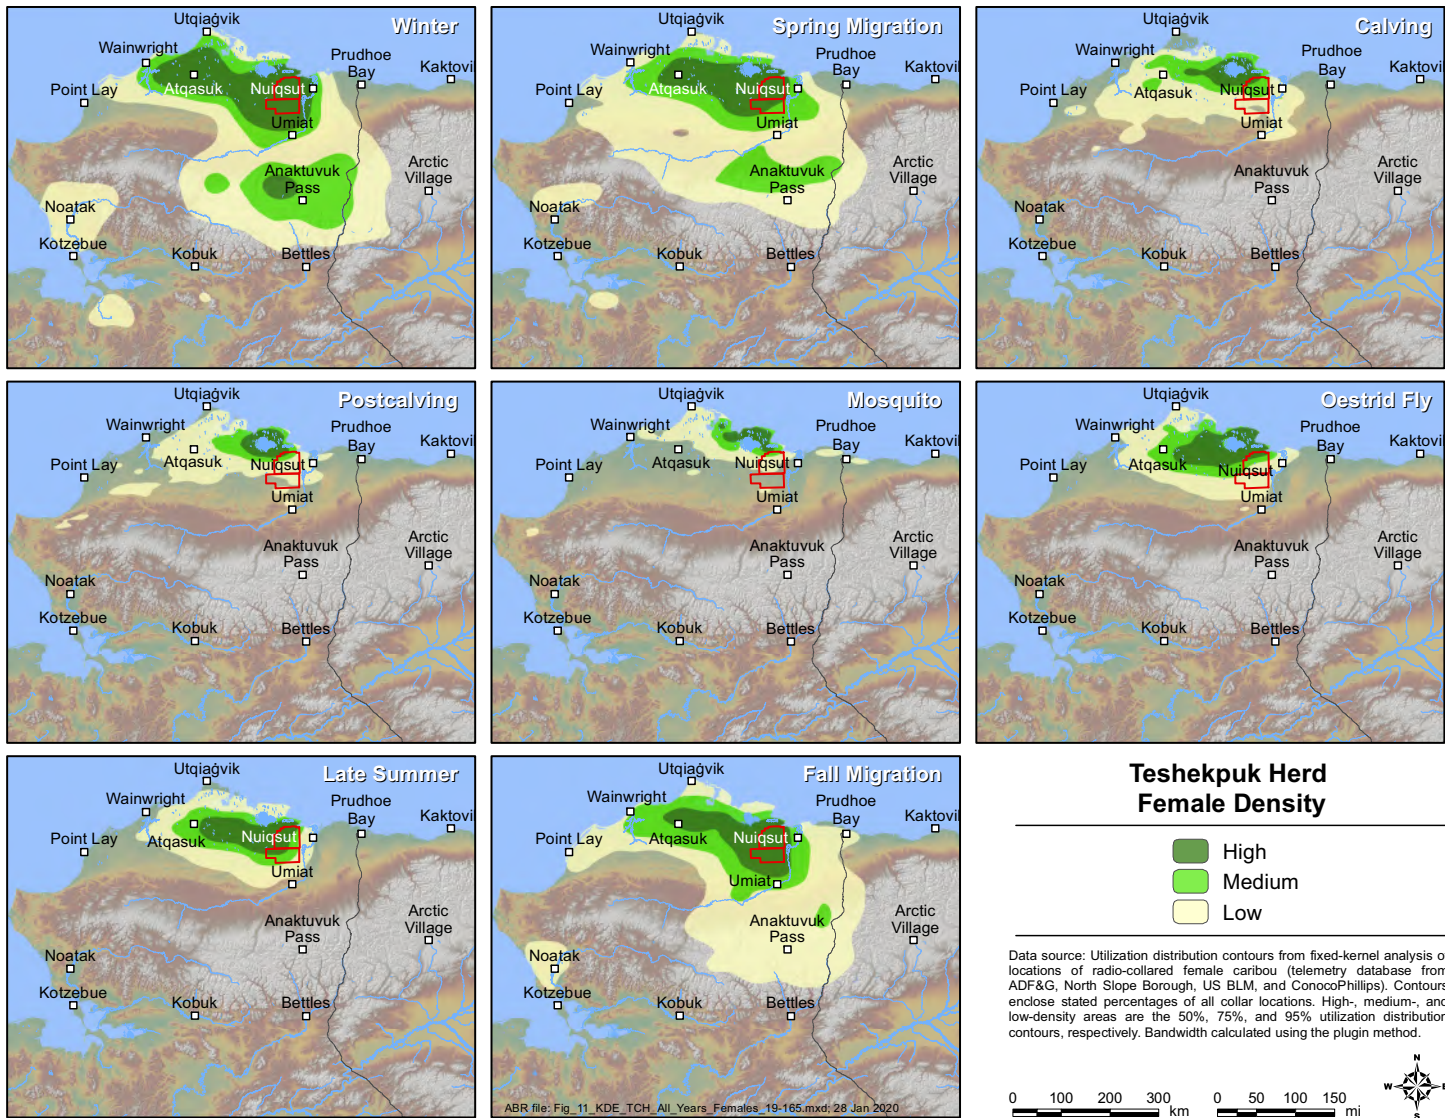 Winter
Utqiaġvik
Wainwright
Prudhoe
Bay
Kaktovi
Point Lay
Atqasuk
Nuiqsut
Umiat
Anaktuvuk
Pass
Arctic
Village
Noatak
Kotzebue
Kobuk
Bettles
Spring Migration
Utqiaġvik
Wainwright
Prudhoe
Bay
Kaktovi
Point Lay
Atqasuk
Nuiqsut
Umiat
Anaktuvuk
Pass
Arctic
Village
Noatak
Kotzebue
Kobuk
Bettles
Calving
Utqiaġvik
Wainwright
Prudhoe
Bay
Kaktovi
Point Lay
Atqasuk
Nuiqsut
Umiat
Anaktuvuk
Pass
Arctic
Village
Noatak
Kotzebue
Kobuk
Bettles
Postcalving
Utqiaġvik
Wainwright
Prudhoe
Bay
Kaktovi
Point Lay
Atqasuk
Nuiqsut
Umiat
Anaktuvuk
Pass
Arctic
Village
Noatak
Kotzebue
Kobuk
Bettles
Mosquito
Utqiaġvik
Wainwright
Prudhoe
Bay
Kaktovi
Point Lay
Atqasuk
Nuiqsut
Umiat
Anaktuvuk
Pass
Arctic
Village
Noatak
Kotzebue
Kobuk
Bettles
Oestrid Fly
Utqiaġvik
Wainwright
Prudhoe
Bay
Kaktovi
Point Lay
Atqasuk
Nuiqsut
Umiat
Anaktuvuk
Pass
Arctic
Village
Noatak
Kotzebue
Kobuk
Bettles
Late Summer
Utqiaġvik
Wainwright
Prudhoe
Bay
Kaktovi
Point Lay
Atqasuk
Nuiqsut
Umiat
Anaktuvuk
Pass
Arctic
Village
Noatak
Kotzebue
Kobuk
Bettles
Fall Migration
Utqiaġvik
Wainwright
Prudhoe
Bay
Kaktovi
Point Lay
Atqasuk
Nuiqsut
Umiat
Anaktuvuk
Pass
Arctic
Village
Noatak
Kotzebue
Kobuk
Bettles
ABR file: Fig_11_KDE_TCH_All_Years_Females_19-165.mxd; 28 Jan 2020
Teshekpuk Herd
Female Density
High
Medium
Low
Data source: Utilization distribution contours from fixed-kernel analysis of
locations of radio-collared female caribou (telemetry database from
ADF&G, North Slope Borough, US BLM, and ConocoPhillips). Contours
enclose stated percentages of all collar locations. High-, medium-, and
low-density areas are the 50%, 75%, and 95% utilization distribution
contours, respectively. Bandwidth calculated using the plugin method.
N
W E
S
0 100 200 300 km
0 50 100 150 mi